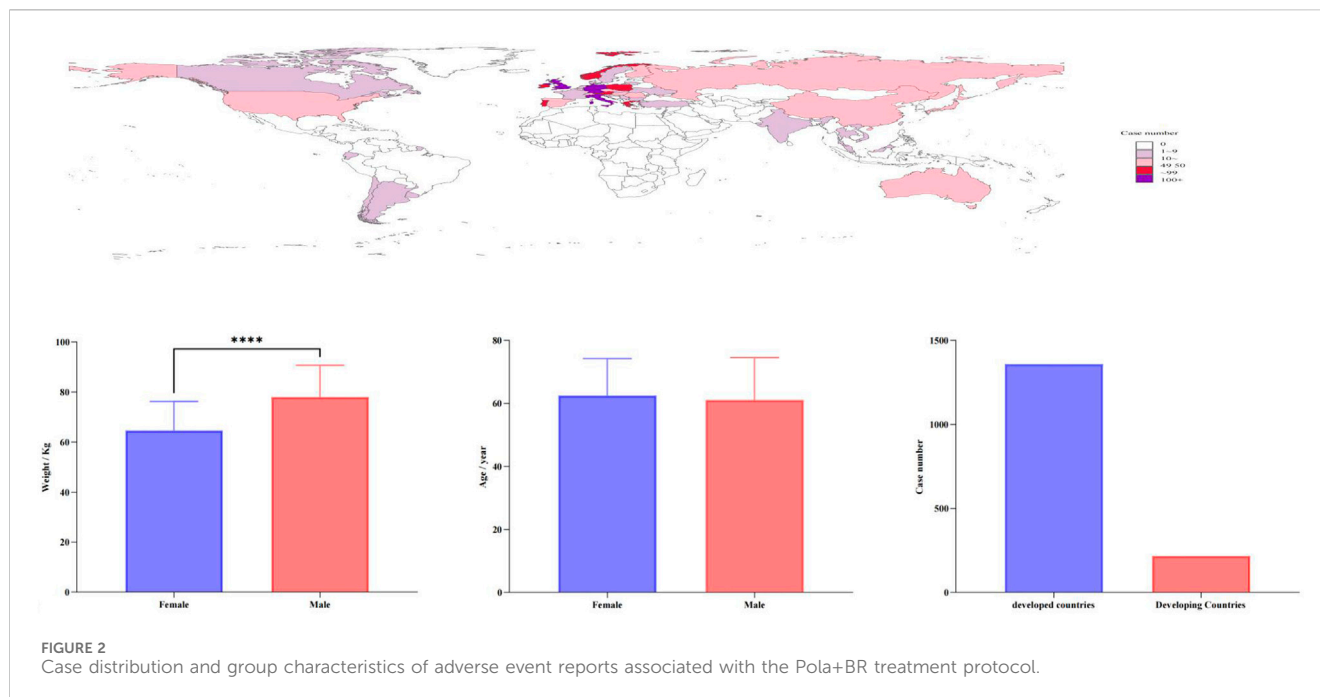 Case number
0
1~9
10~
49 50
~99
100+
****
100
80
60
40
20
0
Weight / Kg
Female
Male
80
60
40
20
0
Age / year
Female
Male
1500
1000
500
0
Case number
developed countries
Developing Countries
FIGURE 2
Case distribution and group characteristics of adverse event reports associated with the Pola+BR treatment protocol.